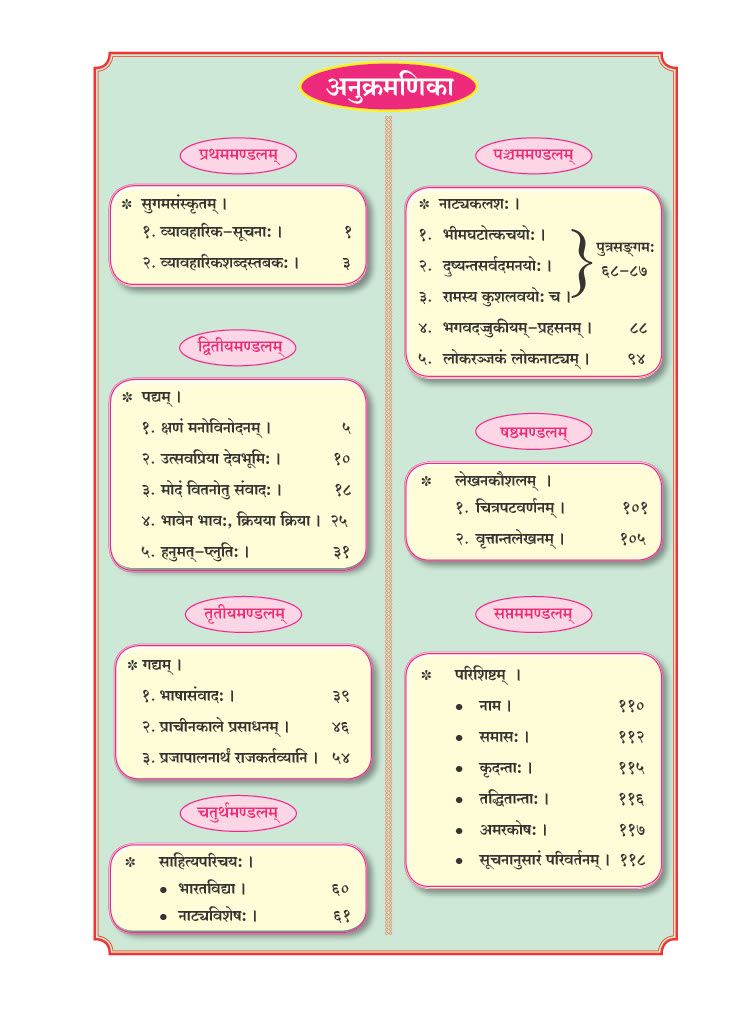 अनुक्रमणिका
प्रथममण्डलम्
✲ सुगमसंस्कृतम् ।
१. व्यावहारिक–सूचनाः । १
२. व्यावहारिकशब्दस्तबकः । ३
द्वितीयमण्डलम्
✲ पद्यम् ।
१. क्षणं मनोविनोदनम् । ५
२. उत्सवप्रिया देवभूमिः । १०
३. मोदं वितनोतु संवादः । १८
४. भावेन भावः, क्रियया क्रिया । २५
५. हनुमत्–प्लुतिः । ३१
तृतीयमण्डलम्
✲ गद्यम् ।
१. भाषासंवादः । ३९
२. प्राचीनकाले प्रसाधनम् । ४६
३. प्रजापालनार्थं राजकर्तव्यानि । ५४
चतुर्थमण्डलम्
✲ साहित्यपरिचयः ।
• भारतविद्या । ६०
• नाट्यविशेषः । ६१
पञ्चममण्डलम्
✲ नाट्यकलशः ।
१. भीमघटोत्कचयोः ।
२. दुष्यन्तसर्वदमनयोः ।
३. रामस्य कुशलवयोः च ।
पुत्रसङ्गमः
६८–८७
४. भगवदज्जुकीयम्–प्रहसनम् । ८८
५. लोकरञ्जकं लोकनाट्यम् । ९४
षष्ठमण्डलम्
✲ लेखनकौशलम् ।
१. चित्रपटवर्णनम् । १०१
२. वृत्तान्तलेखनम् । १०५
सप्तममण्डलम्
✲ परिशिष्टम् ।
• नाम । ११०
• समासः । ११२
• कृदन्ताः । ११५
• तद्धितान्ताः । ११६
• अमरकोषः । ११७
• सूचनानुसारं परिवर्तनम् । ११८